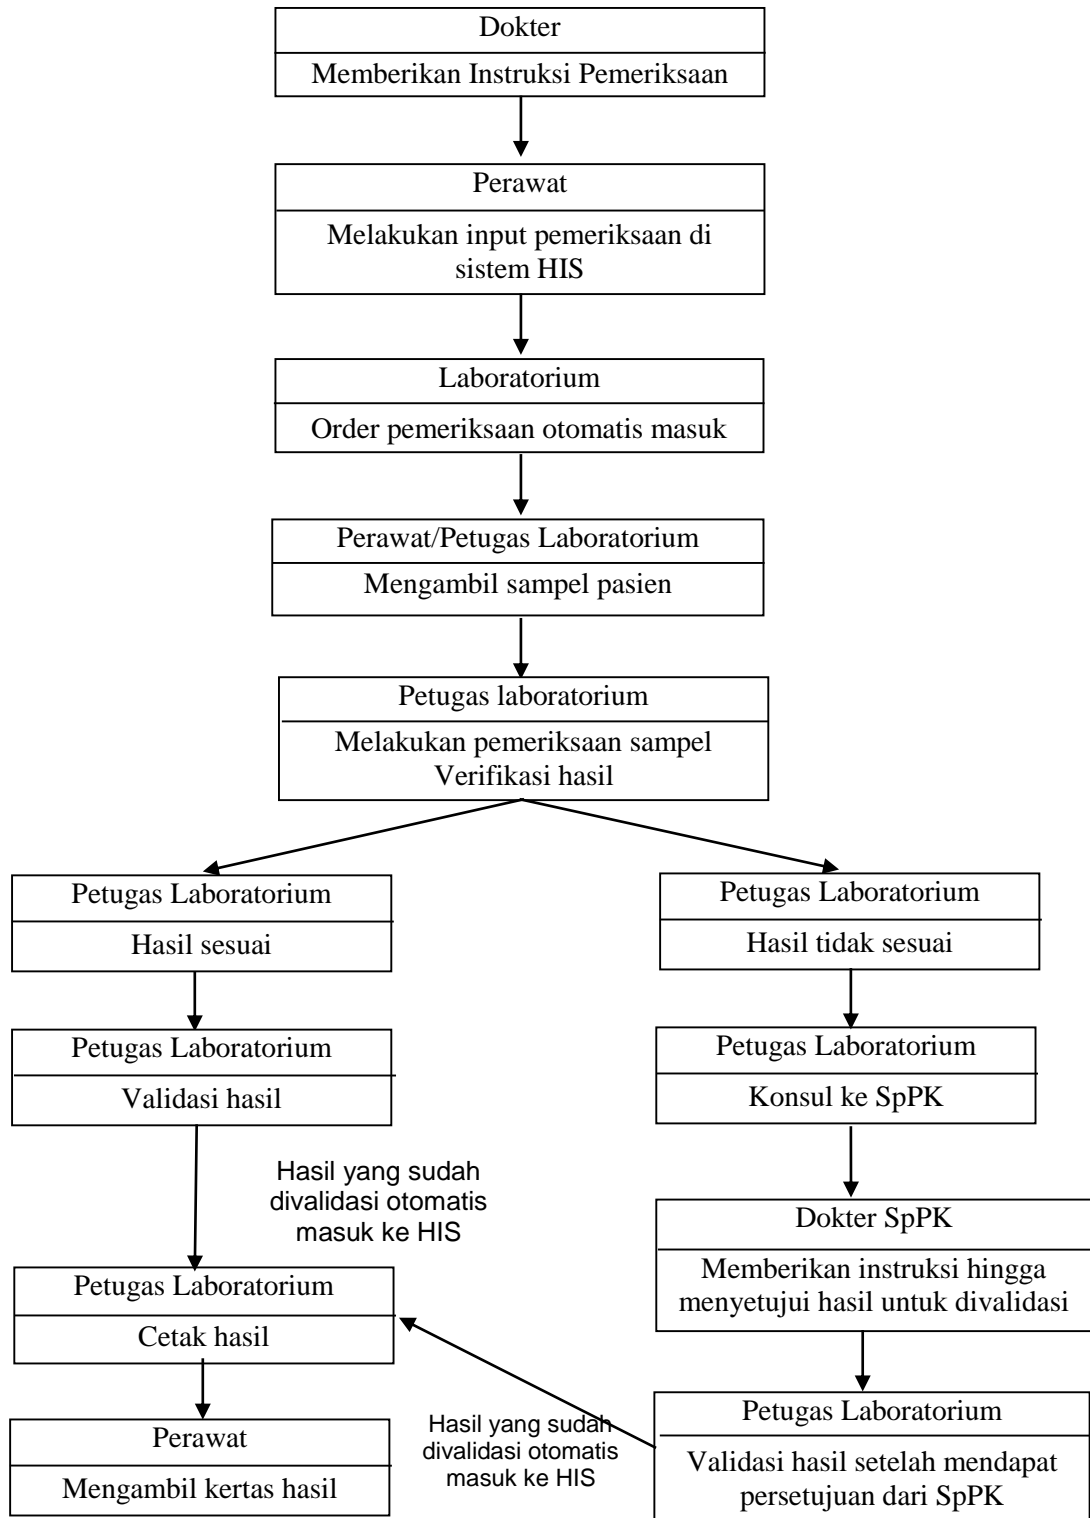 Dokter
Memberikan Instruksi Pemeriksaan
Perawat
Melakukan input pemeriksaan di
sistem HIS
Laboratorium
Order pemeriksaan otomatis masuk
Perawat/Petugas Laboratorium
Mengambil sampel pasien
Petugas laboratorium
Melakukan pemeriksaan sampel
Verifikasi hasil
Petugas Laboratorium
Hasil sesuai
Petugas Laboratorium
Hasil tidak sesuai
Petugas Laboratorium
Validasi hasil
Petugas Laboratorium
Konsul ke SpPK
Hasil yang sudah
divalidasi otomatis
masuk ke HIS
Dokter SpPK
Memberikan instruksi hingga
menyetujui hasil untuk divalidasi
Petugas Laboratorium
Cetak hasil
Hasil yang sudah
divalidasi otomatis
masuk ke HIS
Petugas Laboratorium
Validasi hasil setelah mendapat
persetujuan dari SpPK
Perawat
Mengambil kertas hasil